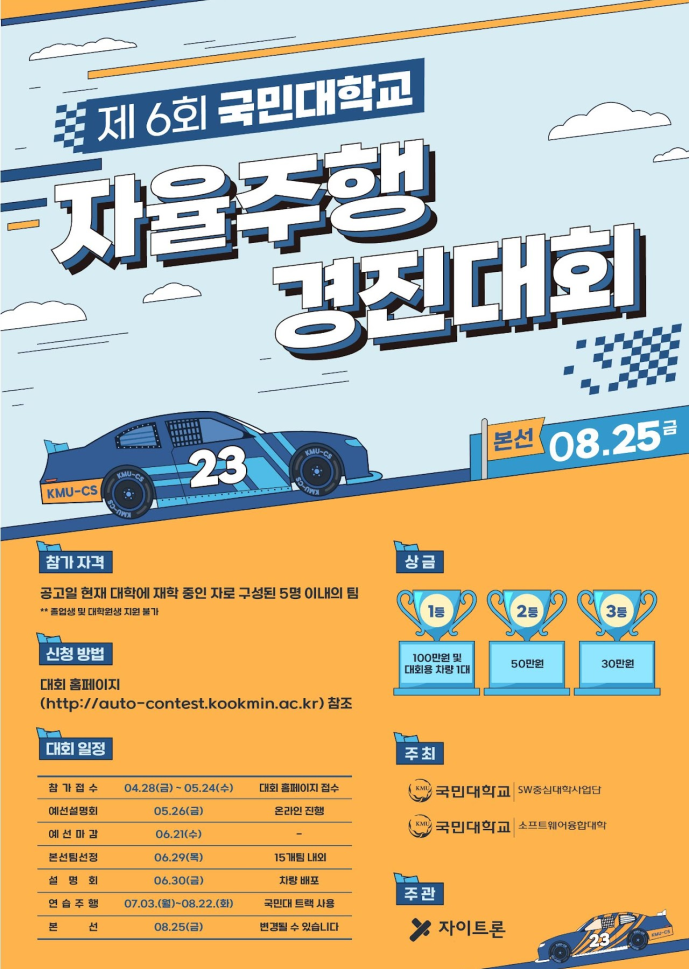 제 6회 국민대학교
자율주행
경진대회
본선 08.25금
23
KMU-CS
KMU-CS
KMU-CS
KMU-CS
KMU-CS
참가 자격
공고일 현재 대학에 재학 중인 자로 구성된 5명 이내의 팀
** 졸업생 및 대학원생 지원 불가
신청 방법
대회 홈페이지
(http://auto-contest.kookmin.ac.kr) 참조
대회 일정
참 가 접 수 04.28(금) ~ 05.24(수) 대회 홈페이지 접수
예선설명회 05.26(금) 온라인 진행
예 선 마 감 06.21(수) -
본선팀선정 06.29(목) 15개팀 내외
설 명 회 06.30(금) 차량 배포
연 습 주 행 07.03.(월)~08.22.(화) 국민대 트랙 사용
본 선 08.25(금) 변경될 수 있습니다
상 금
1등 2등 3등
100만원 및
대회용 차량 1대
50만원
30만원
주 최
KMU 국민대학교 SW중심대학사업단
KMU 국민대학교 소프트웨어융합대학
주 관
자이트론
23
KMU-CS